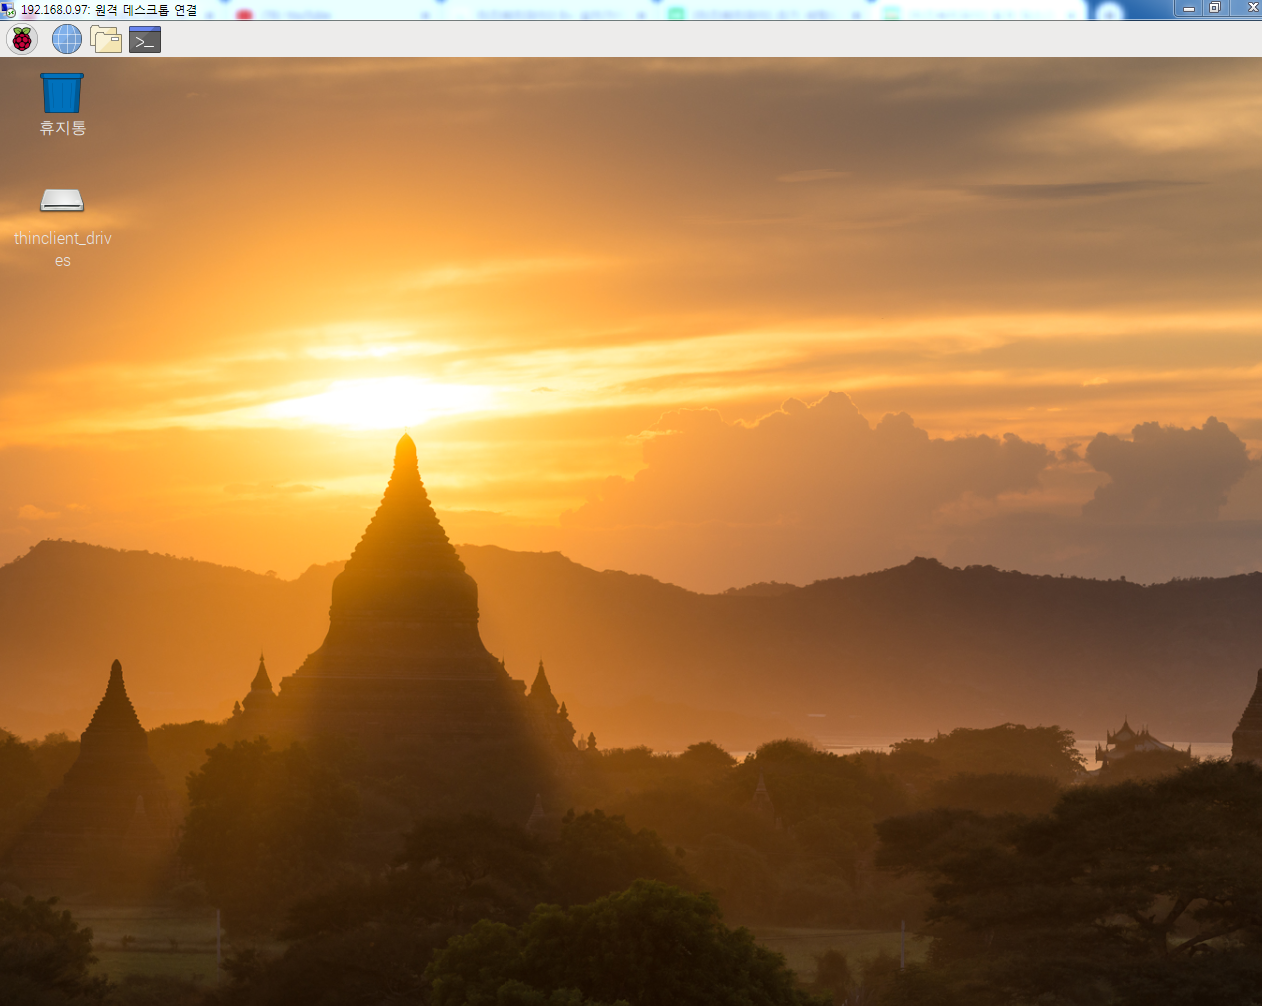 192.168.0.97: 원격 데스크톱 연결
>_
휴지통
thinclient_driv
es